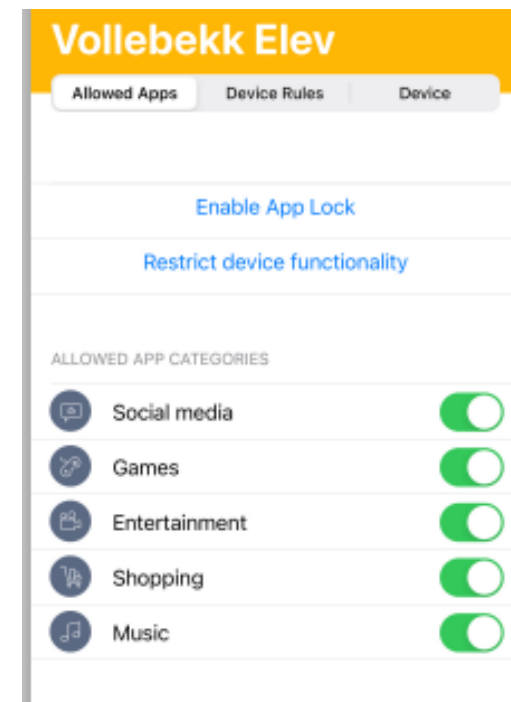 Vollebekk Elev
Allowed Apps Device Rules Device
Enable App Lock
Restrict device functionality
ALLOWED APP CATEGORIES
Social media
Games
Entertainment
Shopping
Music